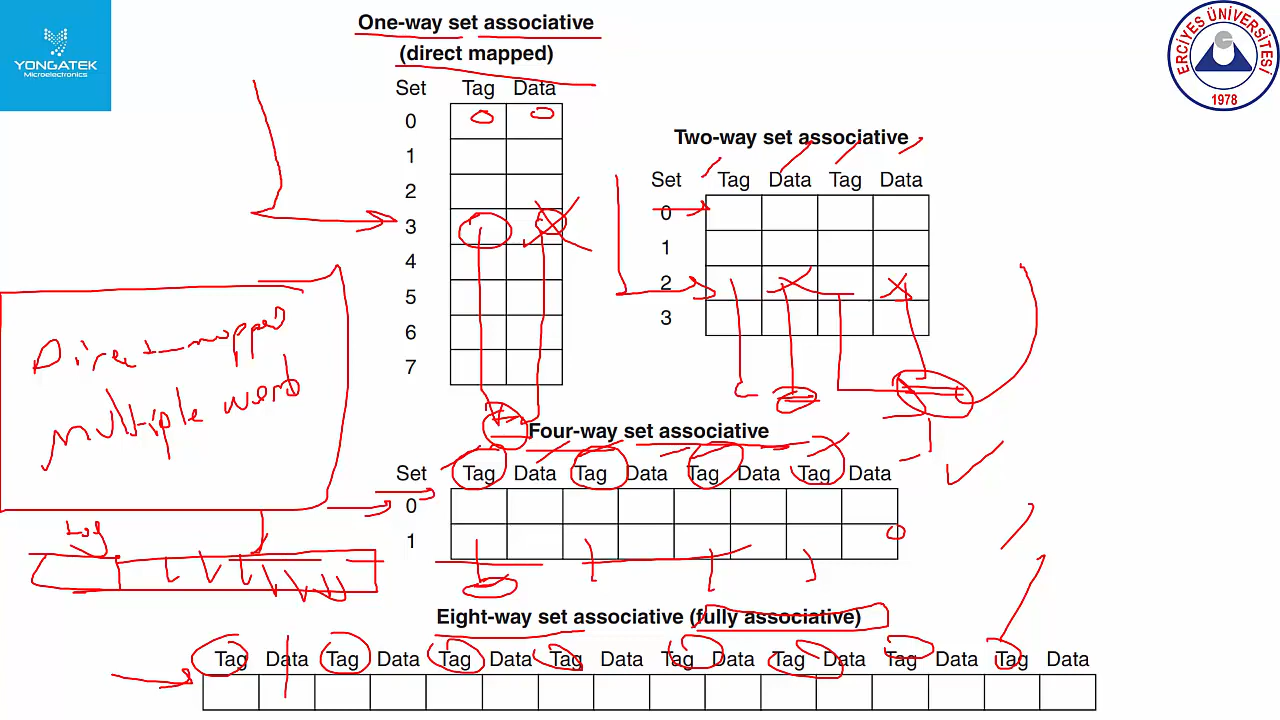 YONGATEK
Microelectronics
ERCİYES ÜNİVERSİTESİ
1978
One-way set associative
(direct mapped)
Set Tag Data
0
1
2
3
4
5
6
7
Two-way set associative
Set Tag Data Tag Data
0
1
2
3
Direct-mapped
multiple word
Four-way set associative
Set Tag Data Tag Data Tag Data Tag Data
0
1
Eight-way set associative (fully associative)
Tag Data Tag Data Tag Data Tag Data Tag Data Tag Data Tag Data Tag Data